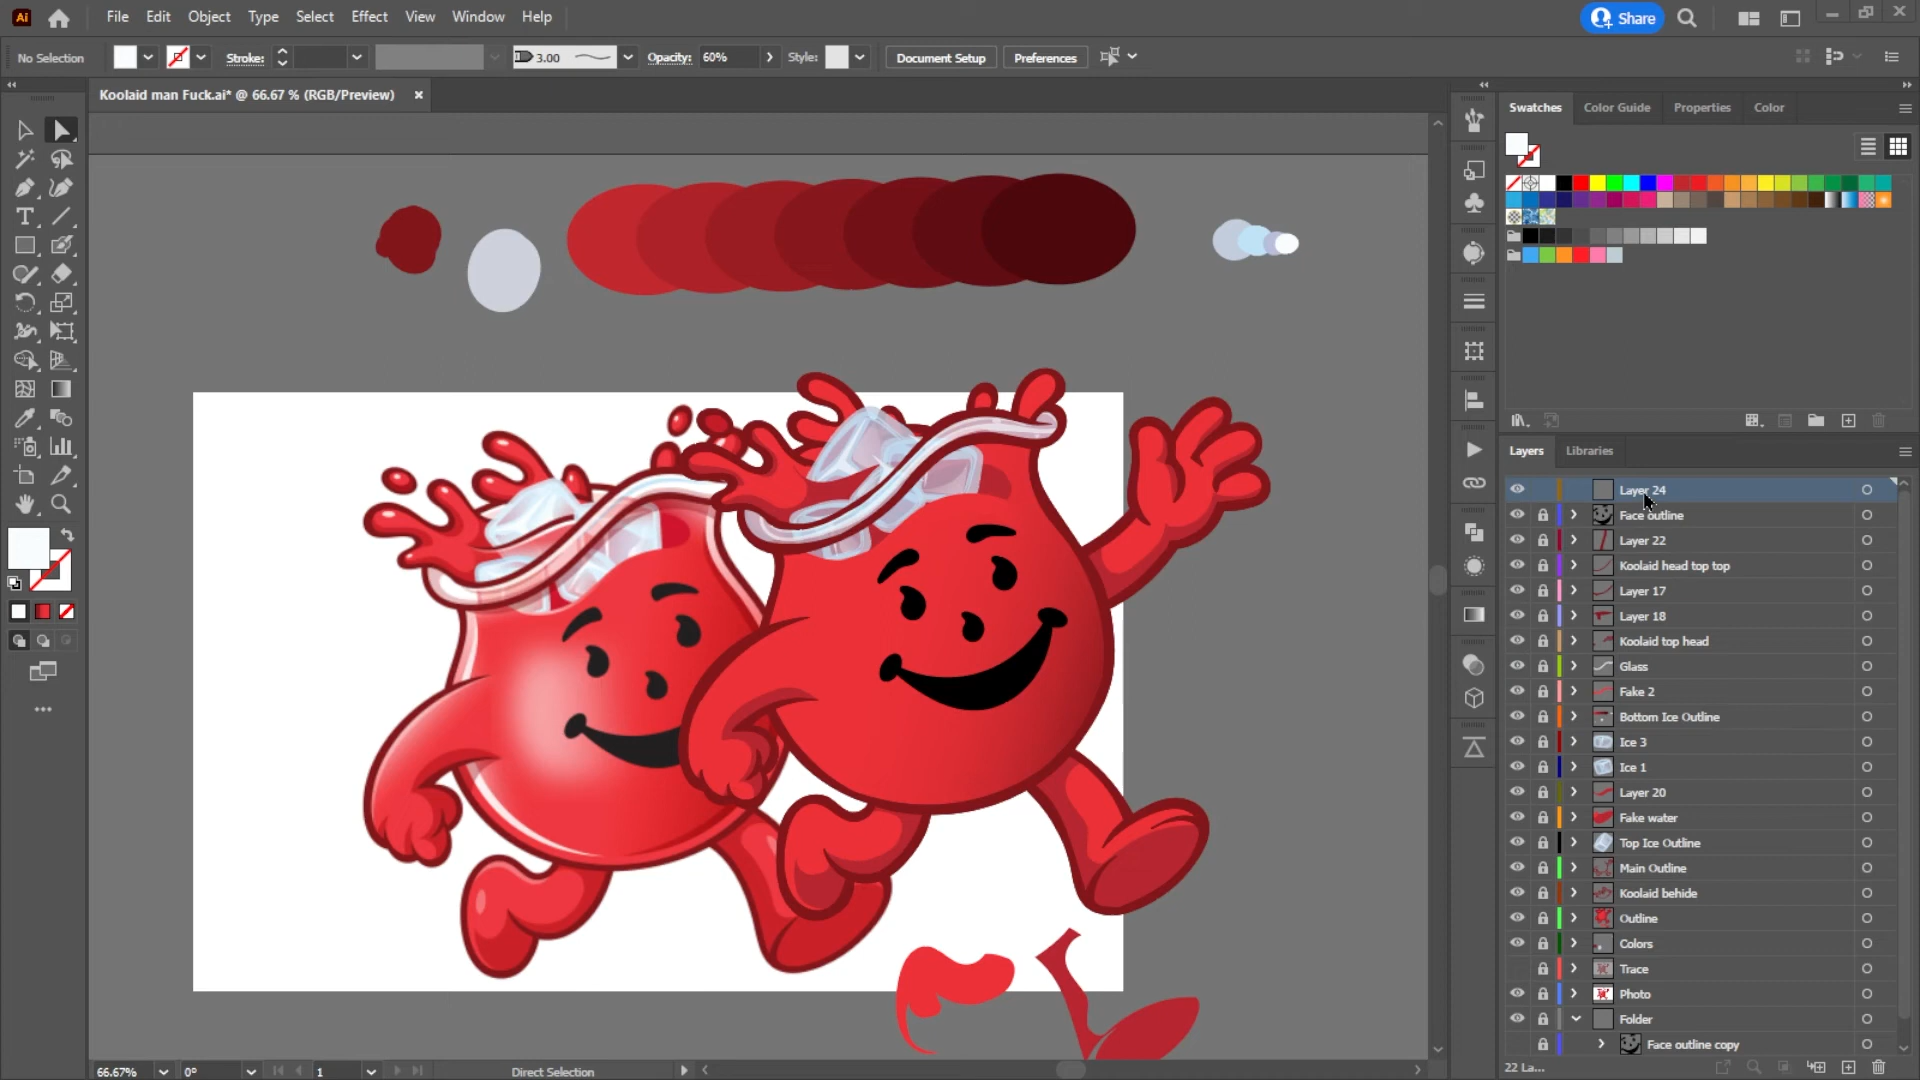 Ai File Edit Object Type Select Effect View Window Help Share
No Selection Stroke: 3.00 Opacity: 60% Style: Document Setup Preferences
Koolaid man Fuck.ai* @ 66.67 % (RGB/Preview)
Swatches Color Guide Properties Color
Layers Libraries
Layer 24
Face outline
Layer 22
Koolaid head top top
Layer 17
Layer 18
Koolaid top head
Glass
Fake 2
Bottom Ice Outline
Ice 3
Ice 1
Layer 20
Fake water
Top Ice Outline
Main Outline
Koolaid behide
Outline
Colors
Trace
Photo
Folder
Face outline copy
66.67% 0° 1 Direct Selection 22 La...